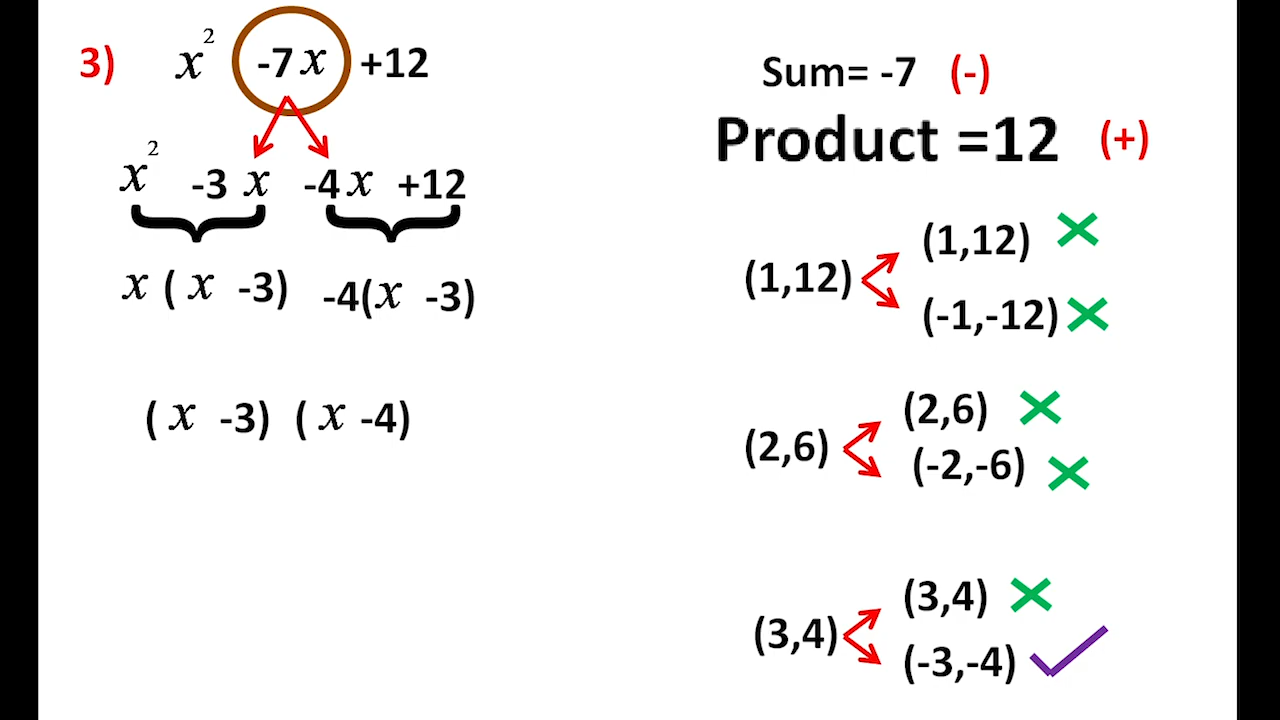 3) x² -7x +12
x² -3x -4x +12
x(x -3) -4(x -3)
(x -3) (x -4)
Sum= -7 (-)
Product =12 (+)
(1,12)
(1,12)
(-1,-12)
(2,6)
(2,6)
(-2,-6)
(3,4)
(3,4)
(-3,-4)